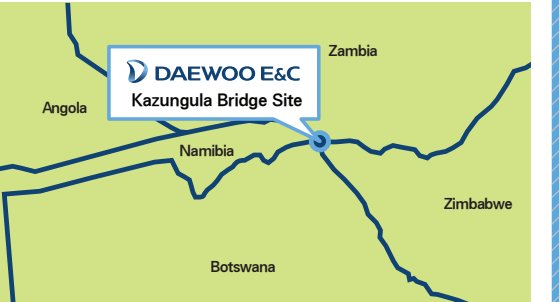 Zambia
DAEWOO E&C
Kazungula Bridge Site
Angola
Namibia
Zimbabwe
Botswana